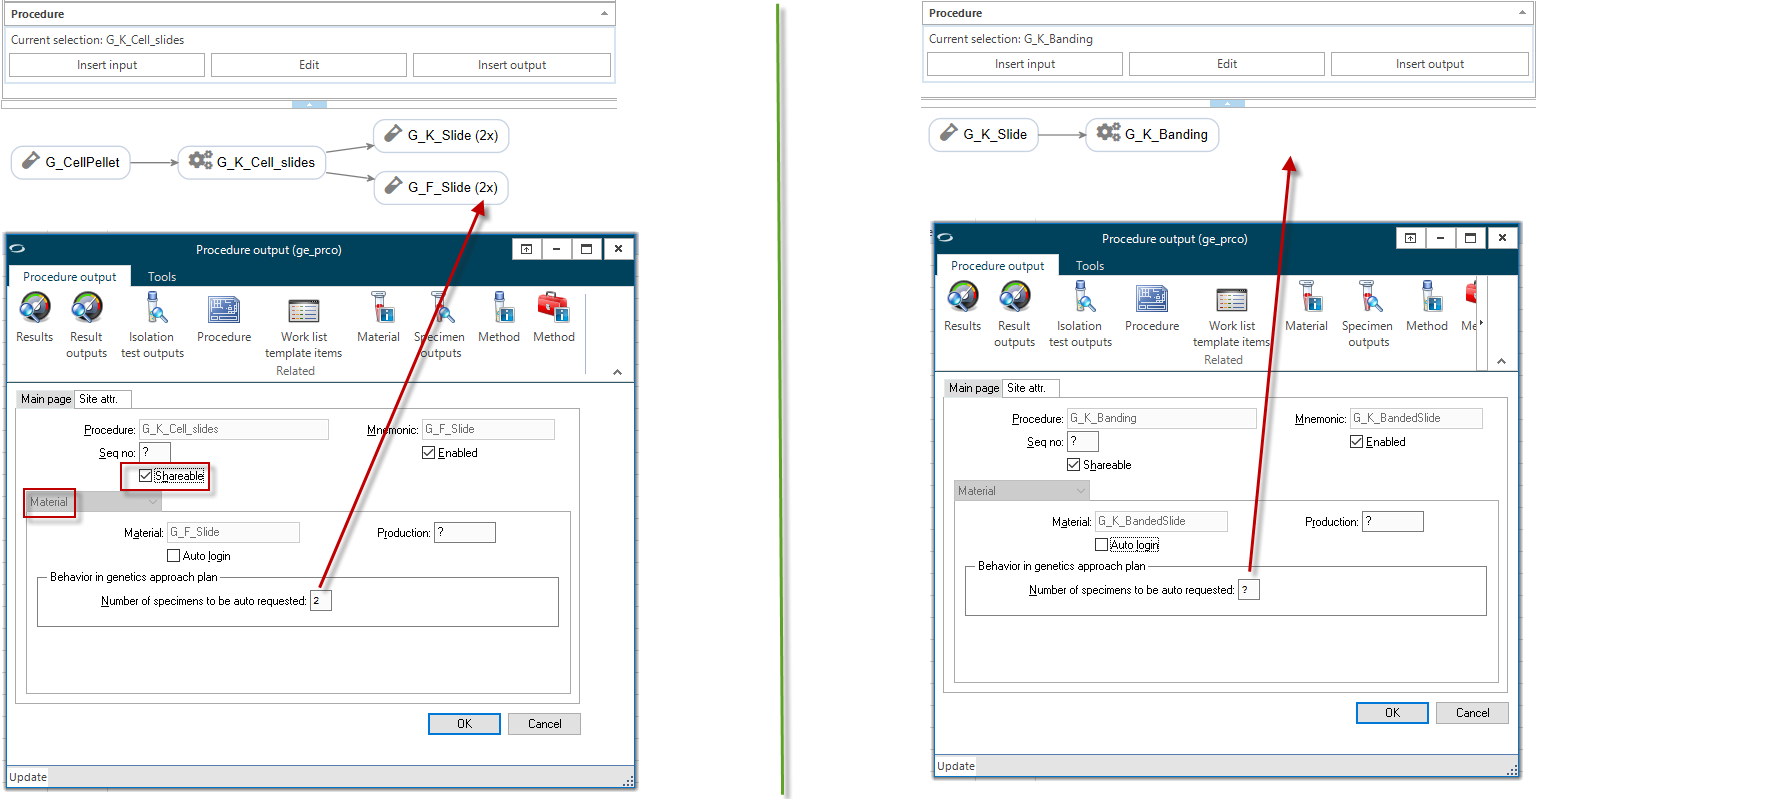 Procedure
Current selection: G_K_Cell_slides
Insert input
Edit
Insert output
G_CellPellet
G_K_Cell_slides
G_K_Slide (2x)
G_F_Slide (2x)
Procedure output (ge_prco)
Procedure output
Tools
Results
Result
outputs
Isolation
test outputs
Procedure
Work list
template items
Material
Specimen
outputs
Method
Method
Related
Main page
Site attr.
Procedure: G_K_Cell_slides
Mnemonic: G_F_Slide
Seq no: ?
Enabled
Shareable
Material
Material: G_F_Slide
Production: ?
Auto login
Behavior in genetics approach plan
Number of specimens to be auto requested: 2
OK
Cancel
Update
Procedure
Current selection: G_K_Banding
Insert input
Edit
Insert output
G_K_Slide
G_K_Banding
Procedure output (ge_prco)
Procedure output
Tools
Results
Result
outputs
Isolation
test outputs
Procedure
Work list
template items
Material
Specimen
outputs
Method
Me
Related
Main page
Site attr.
Procedure: G_K_Banding
Mnemonic: G_K_BandedSlide
Seq no: ?
Enabled
Shareable
Material
Material: G_K_BandedSlide
Production: ?
Auto login
Behavior in genetics approach plan
Number of specimens to be auto requested: ?
OK
Cancel
Update